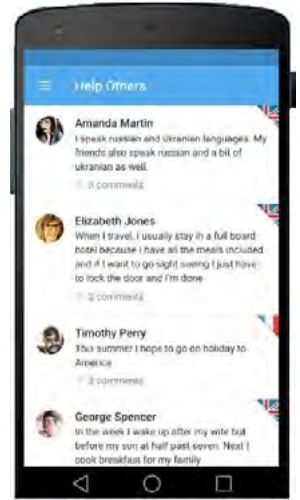 Help Others
Amanda Martin
I speak russian and ukranian languages. My
friends also speak russian and a bit of
ukranian as well.
3 comments
Elizabeth Jones
When I travel, I usually stay in a full board
hotel because I have all the meals included
and if I want to go sight seeing I just have
to lock the door and I'm done
2 comments
Timothy Perry
This summer I hope to go on holiday to
America
3 comments
George Spencer
In the week I wake up after my wife but
before my son at half past seven. Next I
cook breakfast for my family